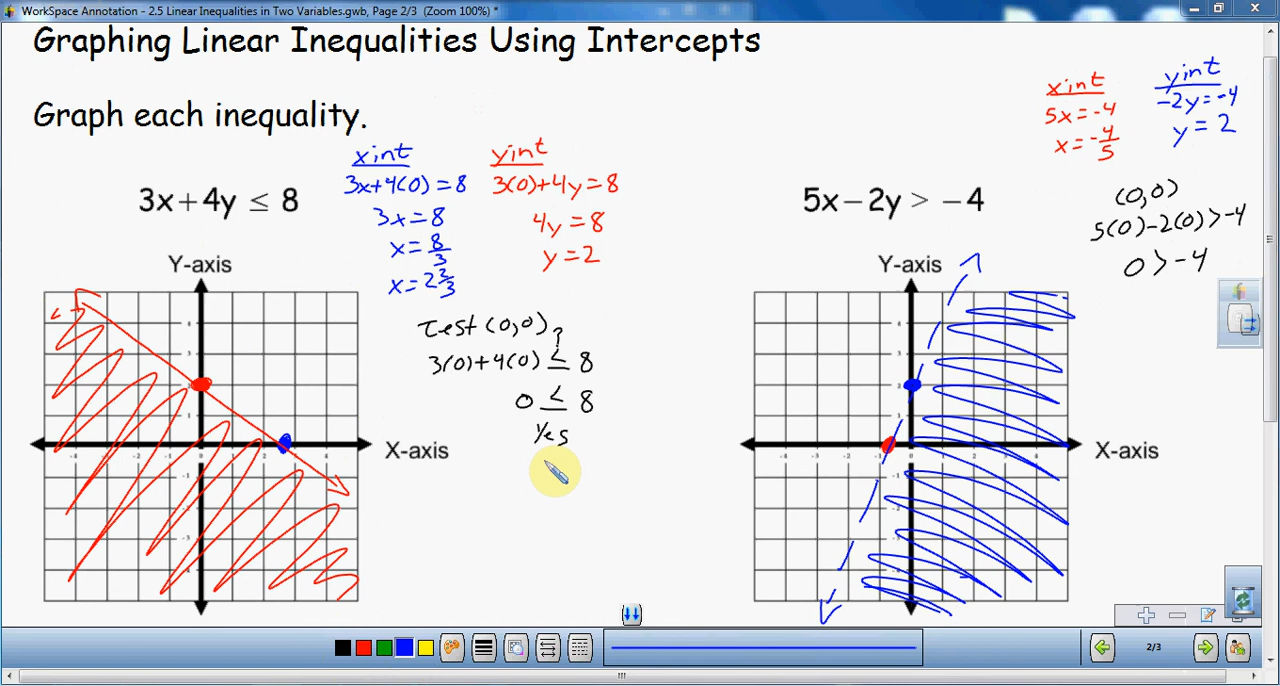 WorkSpace Annotation - 2.5 Linear Inequalities in Two Variables.gwb, Page 2/3 (Zoom 100%) *
Graphing Linear Inequalities Using Intercepts
Graph each inequality.
3x + 4y ≤ 8
x int
3x+4(0) = 8
3x = 8
x = 8/3
x = 2 2/3
y int
3(0)+4y = 8
4y = 8
y = 2
Test (0,0)
3(0)+4(0) ≤ 8
?
0 ≤ 8
Yes
Y-axis
X-axis
5x - 2y > -4
x int
5x = -4
x = -4/5
y int
-2y = -4
y = 2
(0,0)
5(0)-2(0) > -4
0 > -4
Y-axis
X-axis
2/3